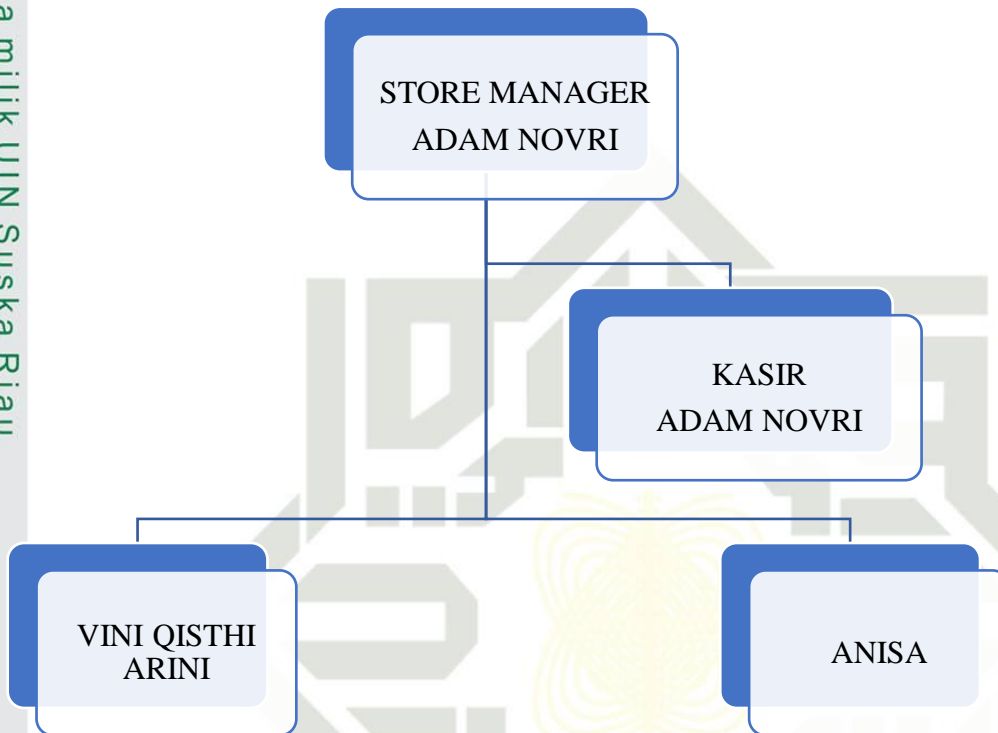 a milik UIN Suska Riau
STORE MANAGER
ADAM NOVRI
KASIR
ADAM NOVRI
VINI QISTHI
ARINI
ANISA